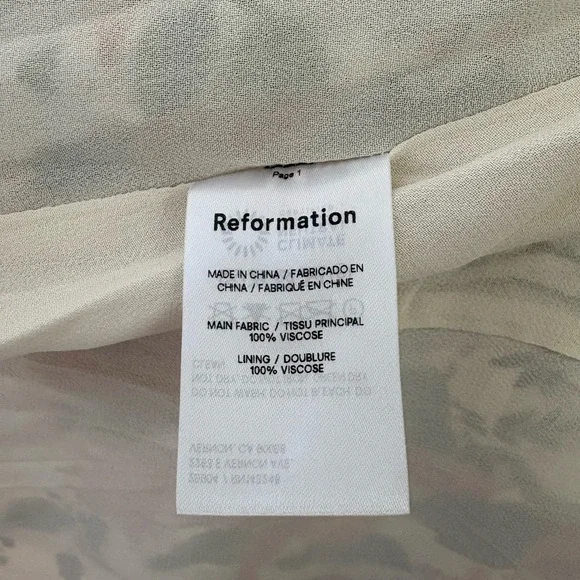 Page 1
Reformation
MADE IN CHINA / FABRICADO EN
CHINA / FABRIQUÉ EN CHINE
MAIN FABRIC / TISSU PRINCIPAL
100% VISCOSE
LINING / DOUBLURE
100% VISCOSE